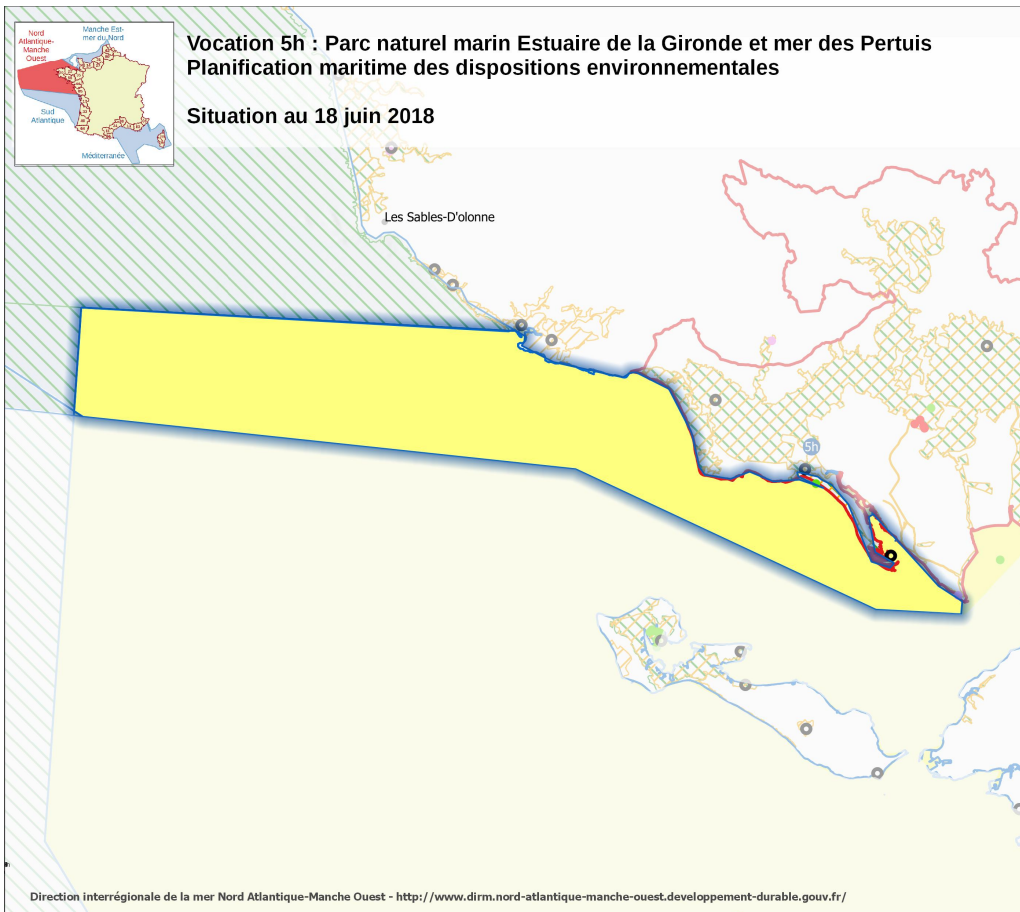 Nord
Atlantique-
Manche
Ouest
Manche Est-
mer du Nord
Sud
Atlantique
Méditerranée
Vocation 5h : Parc naturel marin Estuaire de la Gironde et mer des Pertuis
Planification maritime des dispositions environnementales
Situation au 18 juin 2018
Les Sables-D'olonne
5h
Direction interrégionale de la mer Nord Atlantique-Manche Ouest - http://www.dirm.nord-atlantique-manche-ouest.developpement-durable.gouv.fr/